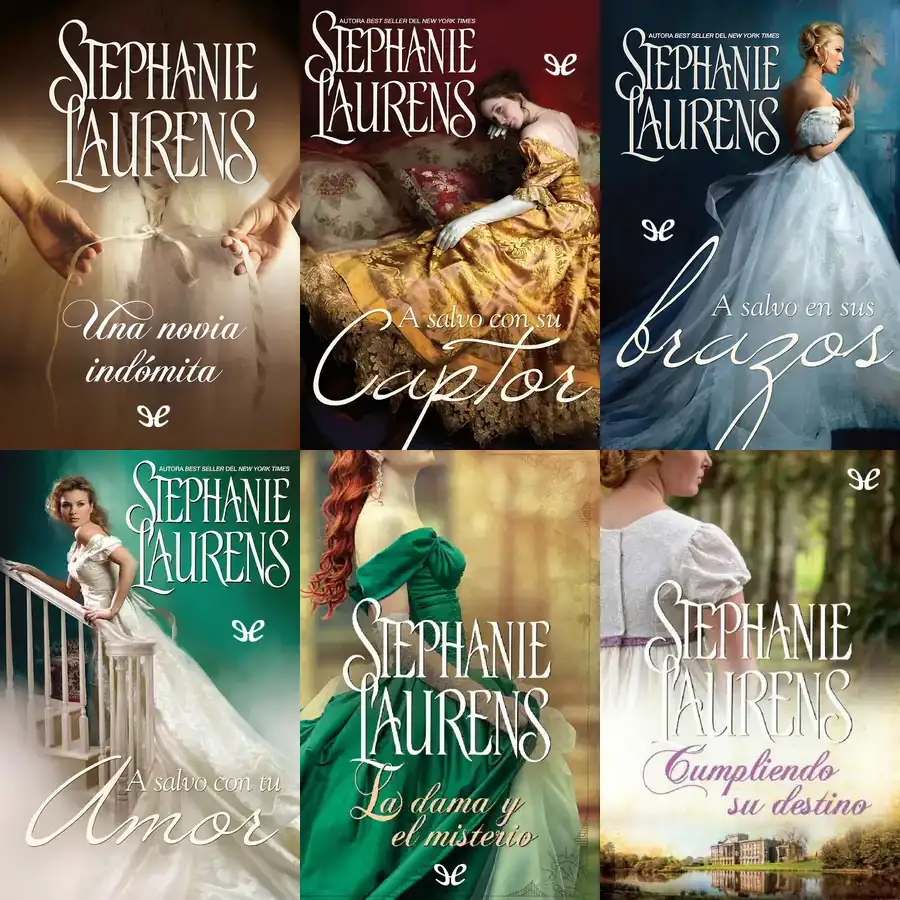 STEPHANIE
LAURENS
Una novia
indómita
AUTORA BEST SELLER DEL NEW YORK TIMES
STEPHANIE
LAURENS
A salvo con su
Captor
AUTORA BEST SELLER DEL NEW YORK TIMES
STEPHANIE
LAURENS
A salvo en sus
brazos
AUTORA BEST SELLER DEL NEW YORK TIMES
STEPHANIE
LAURENS
A salvo con tu
Amor
STEPHANIE
LAURENS
La dama y
el misterio
STEPHANIE
LAURENS
Cumpliendo
su destino